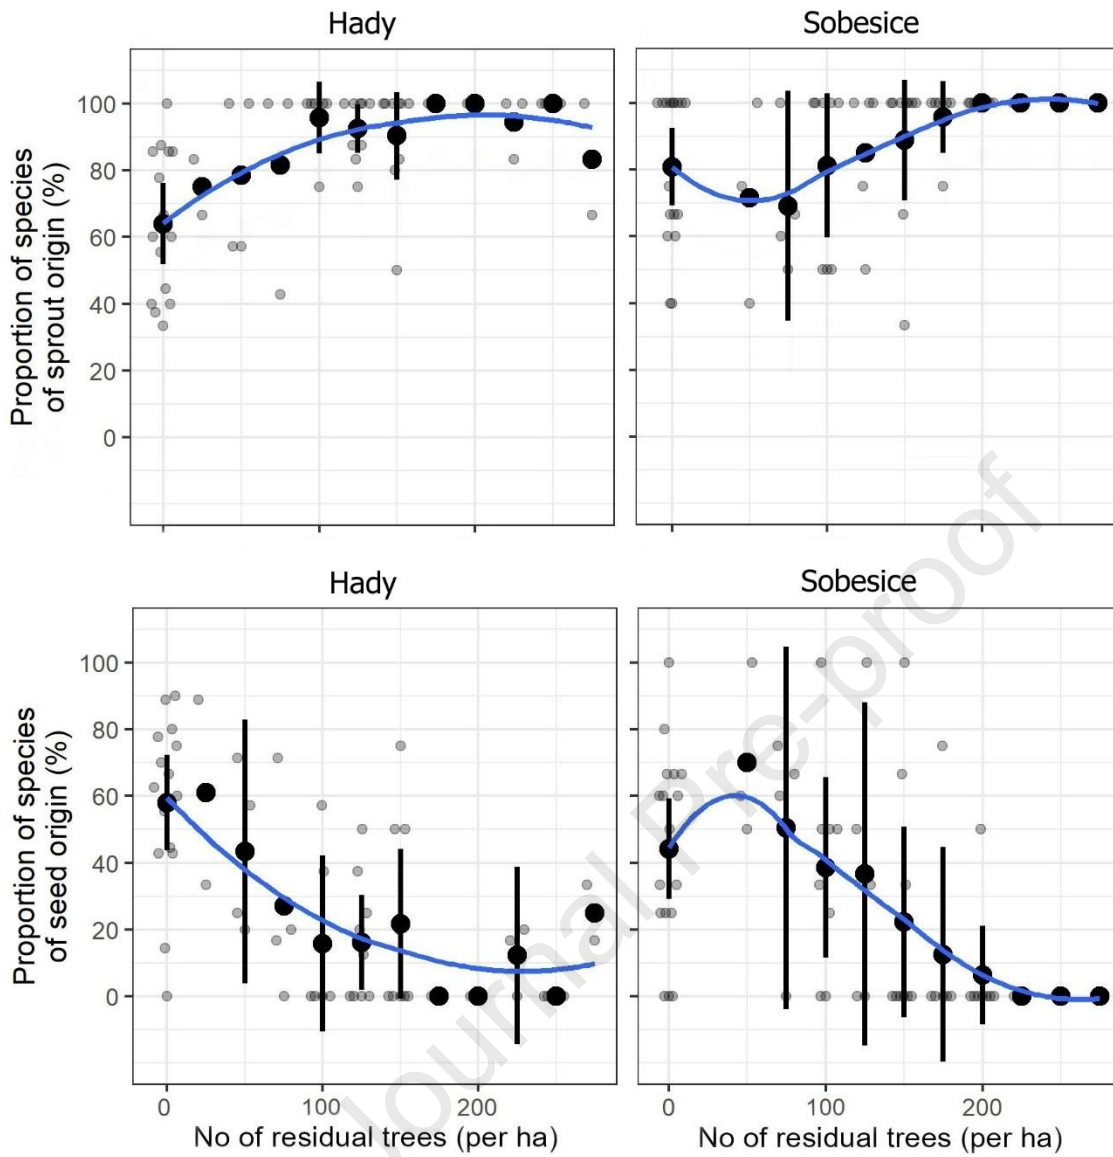 Hady
Sobesice
Proportion of species
of sprout origin (%)
100
80
60
40
20
0
Hady
Sobesice
Proportion of species
of seed origin (%)
100
80
60
40
20
0
0
100
200
0
100
200
No of residual trees (per ha)
No of residual trees (per ha)
Journal Pre-proof